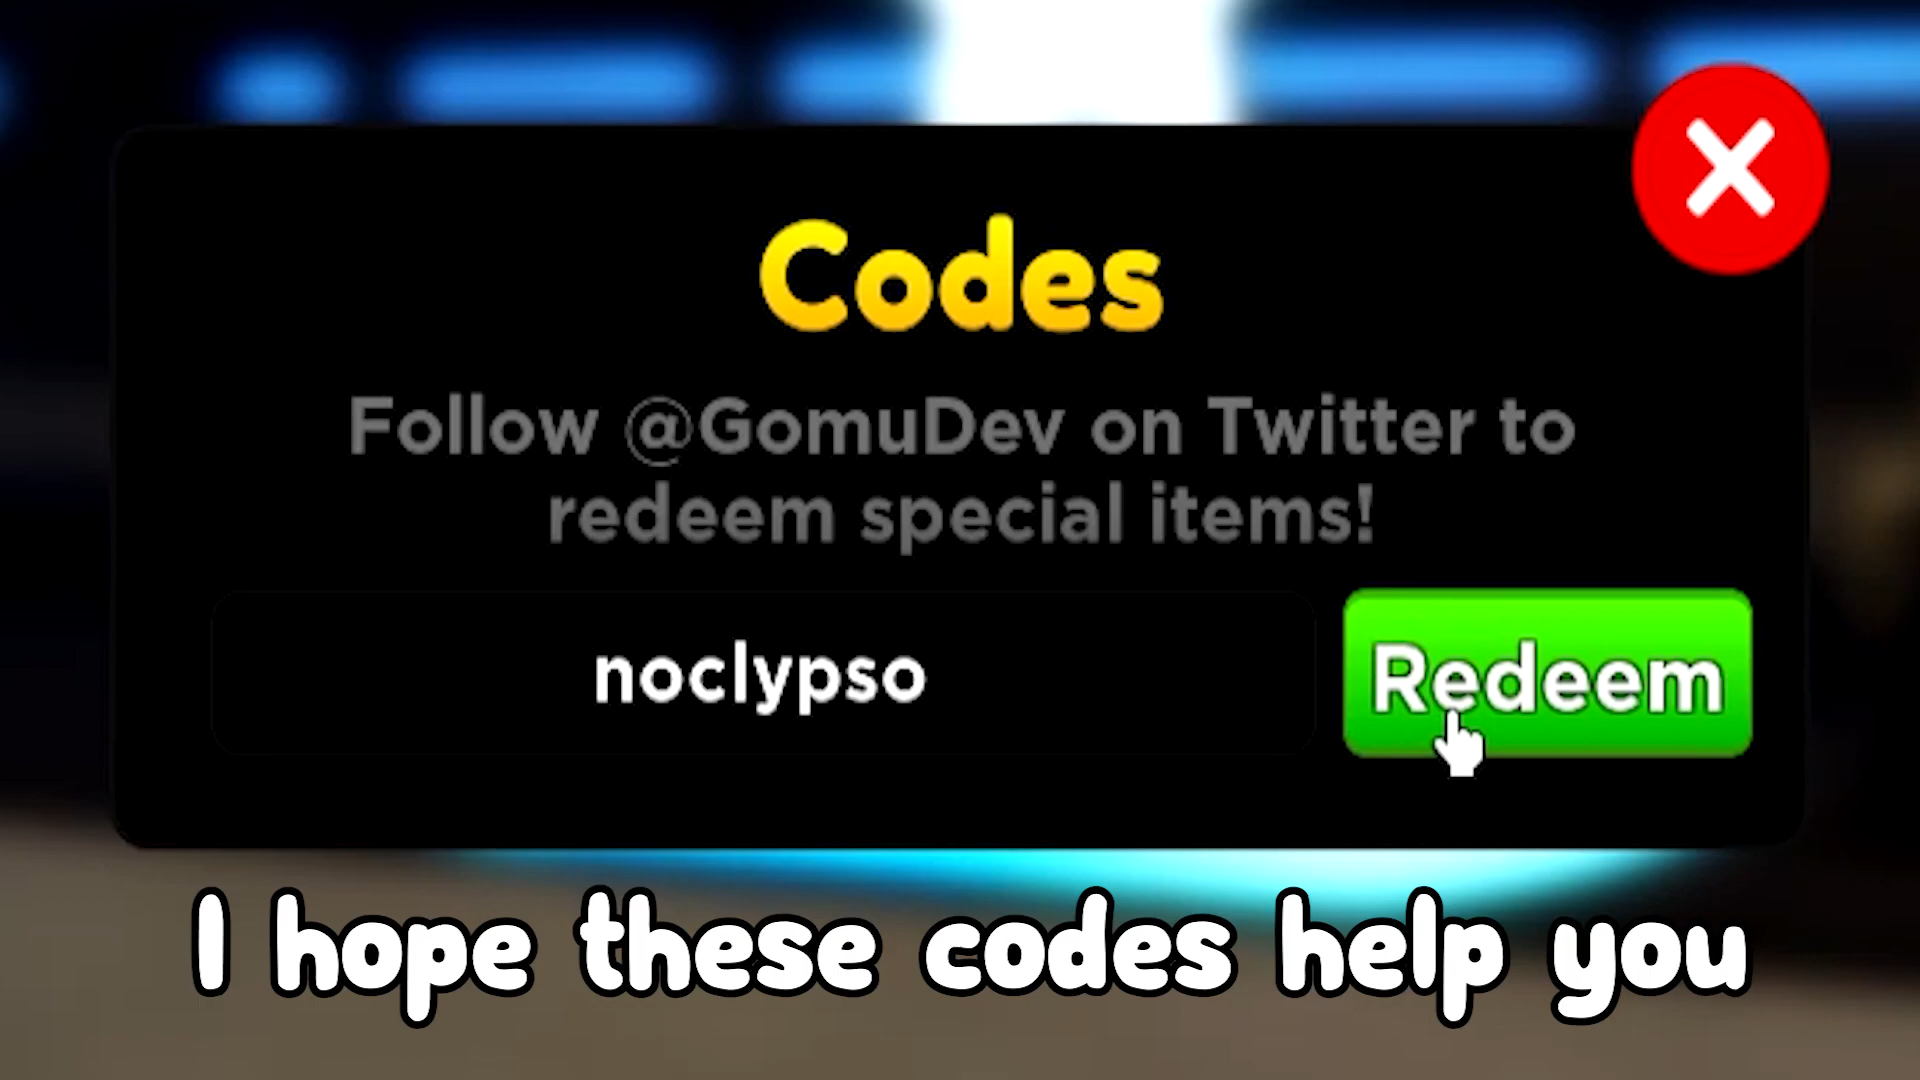 Codes
Follow @GomuDev on Twitter to
redeem special items!
noclypso
Redeem
I hope these codes help you